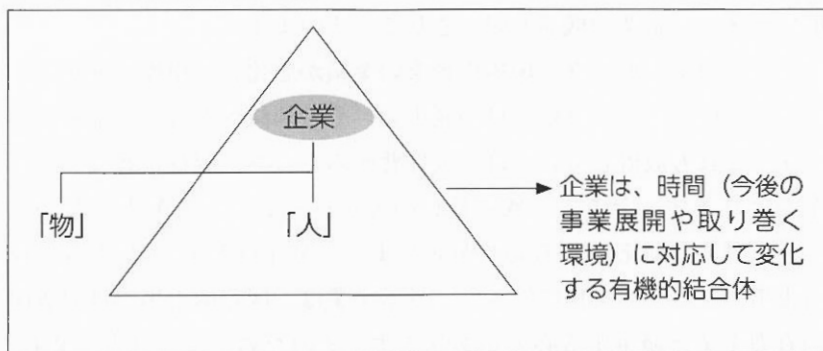 企業
「物」
「人」
企業は、時間（今後の
事業展開や取り巻く
環境）に対応して変化
する有機的結合体